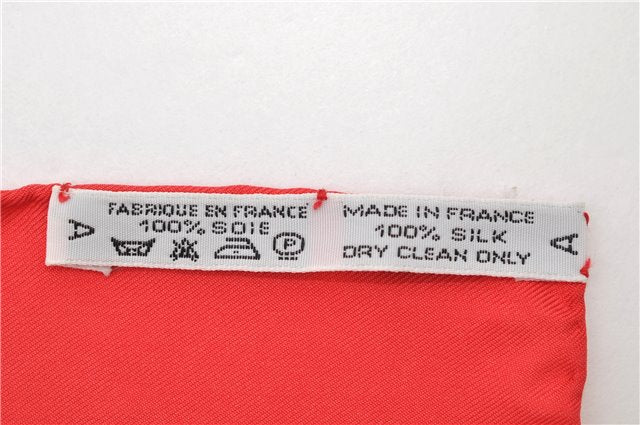 A
FABRIQUE EN FRANCE
100% SOIE
P
MADE IN FRANCE
100% SILK
DRY CLEAN ONLY
A